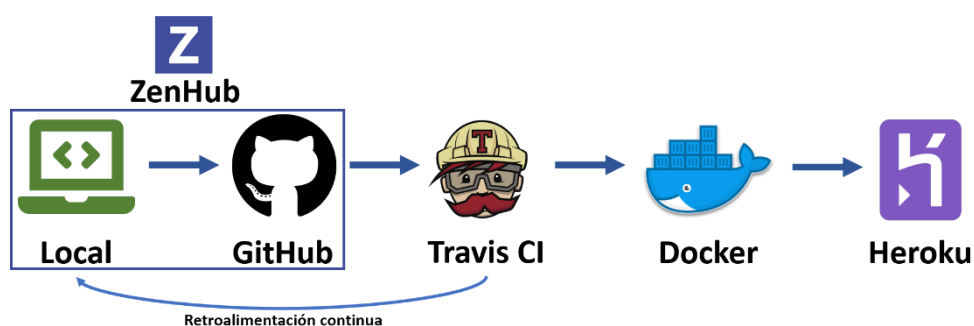 Z
ZenHub
Local
GitHub
Travis CI
Docker
Heroku
T
Retroalimentación continua